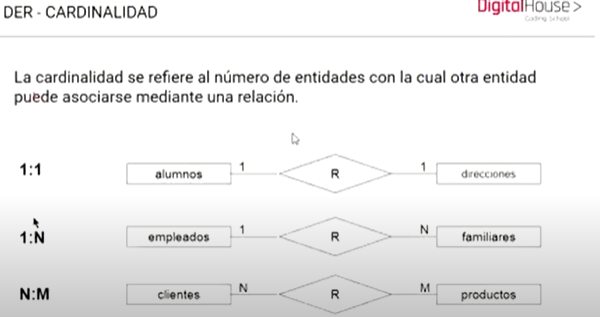 DER - CARDINALIDAD
DigitalHouse >
Coding School
La cardinalidad se refiere al número de entidades con la cual otra entidad
puede asociarse mediante una relación.
1:1
alumnos 1 R 1 direcciones
1:N
empleados 1 R N familiares
N:M
clientes N R M productos